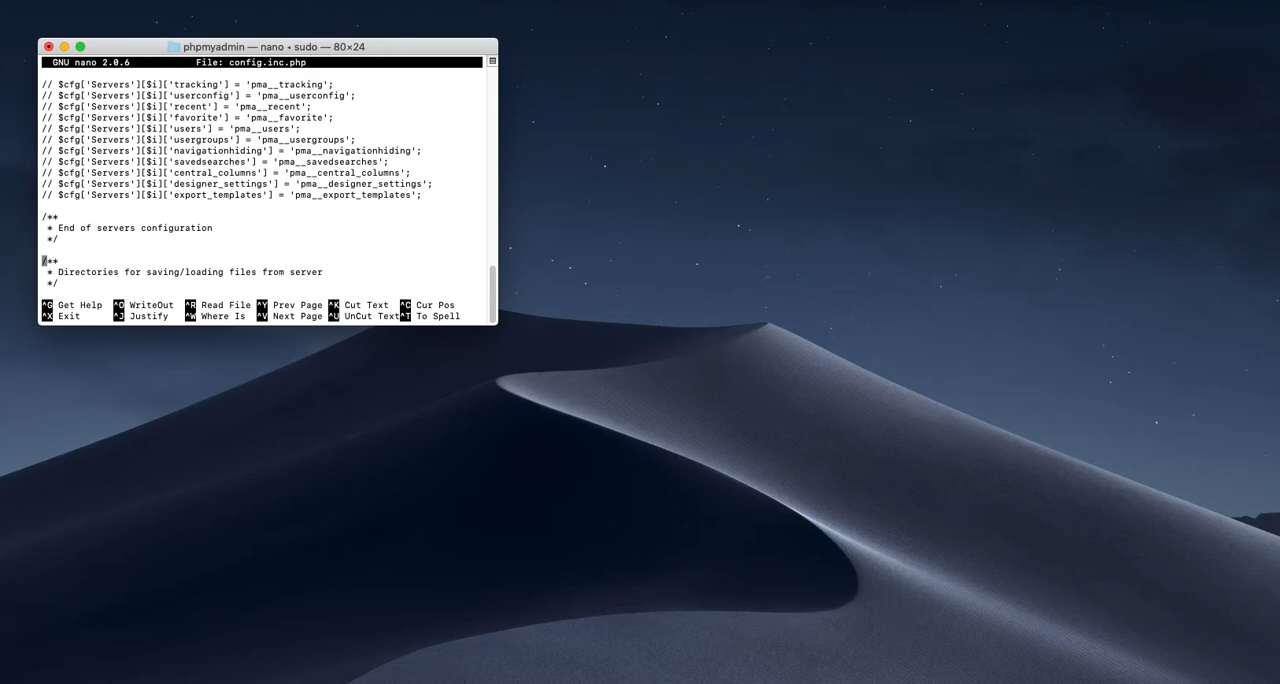 phpmyadmin — nano ◂ sudo — 80×24
GNU nano 2.0.6 File: config.inc.php
// $cfg['Servers'][$i]['tracking'] = 'pma__tracking';
// $cfg['Servers'][$i]['userconfig'] = 'pma__userconfig';
// $cfg['Servers'][$i]['recent'] = 'pma__recent';
// $cfg['Servers'][$i]['favorite'] = 'pma__favorite';
// $cfg['Servers'][$i]['users'] = 'pma__users';
// $cfg['Servers'][$i]['usergroups'] = 'pma__usergroups';
// $cfg['Servers'][$i]['navigationhiding'] = 'pma__navigationhiding';
// $cfg['Servers'][$i]['savedsearches'] = 'pma__savedsearches';
// $cfg['Servers'][$i]['central_columns'] = 'pma__central_columns';
// $cfg['Servers'][$i]['designer_settings'] = 'pma__designer_settings';
// $cfg['Servers'][$i]['export_templates'] = 'pma__export_templates';
/**
* End of servers configuration
*/
/**
* Directories for saving/loading files from server
*/
^G Get Help ^O WriteOut ^R Read File ^Y Prev Page ^K Cut Text ^C Cur Pos
^X Exit ^J Justify ^W Where Is ^V Next Page ^U UnCut Text ^T To Spell